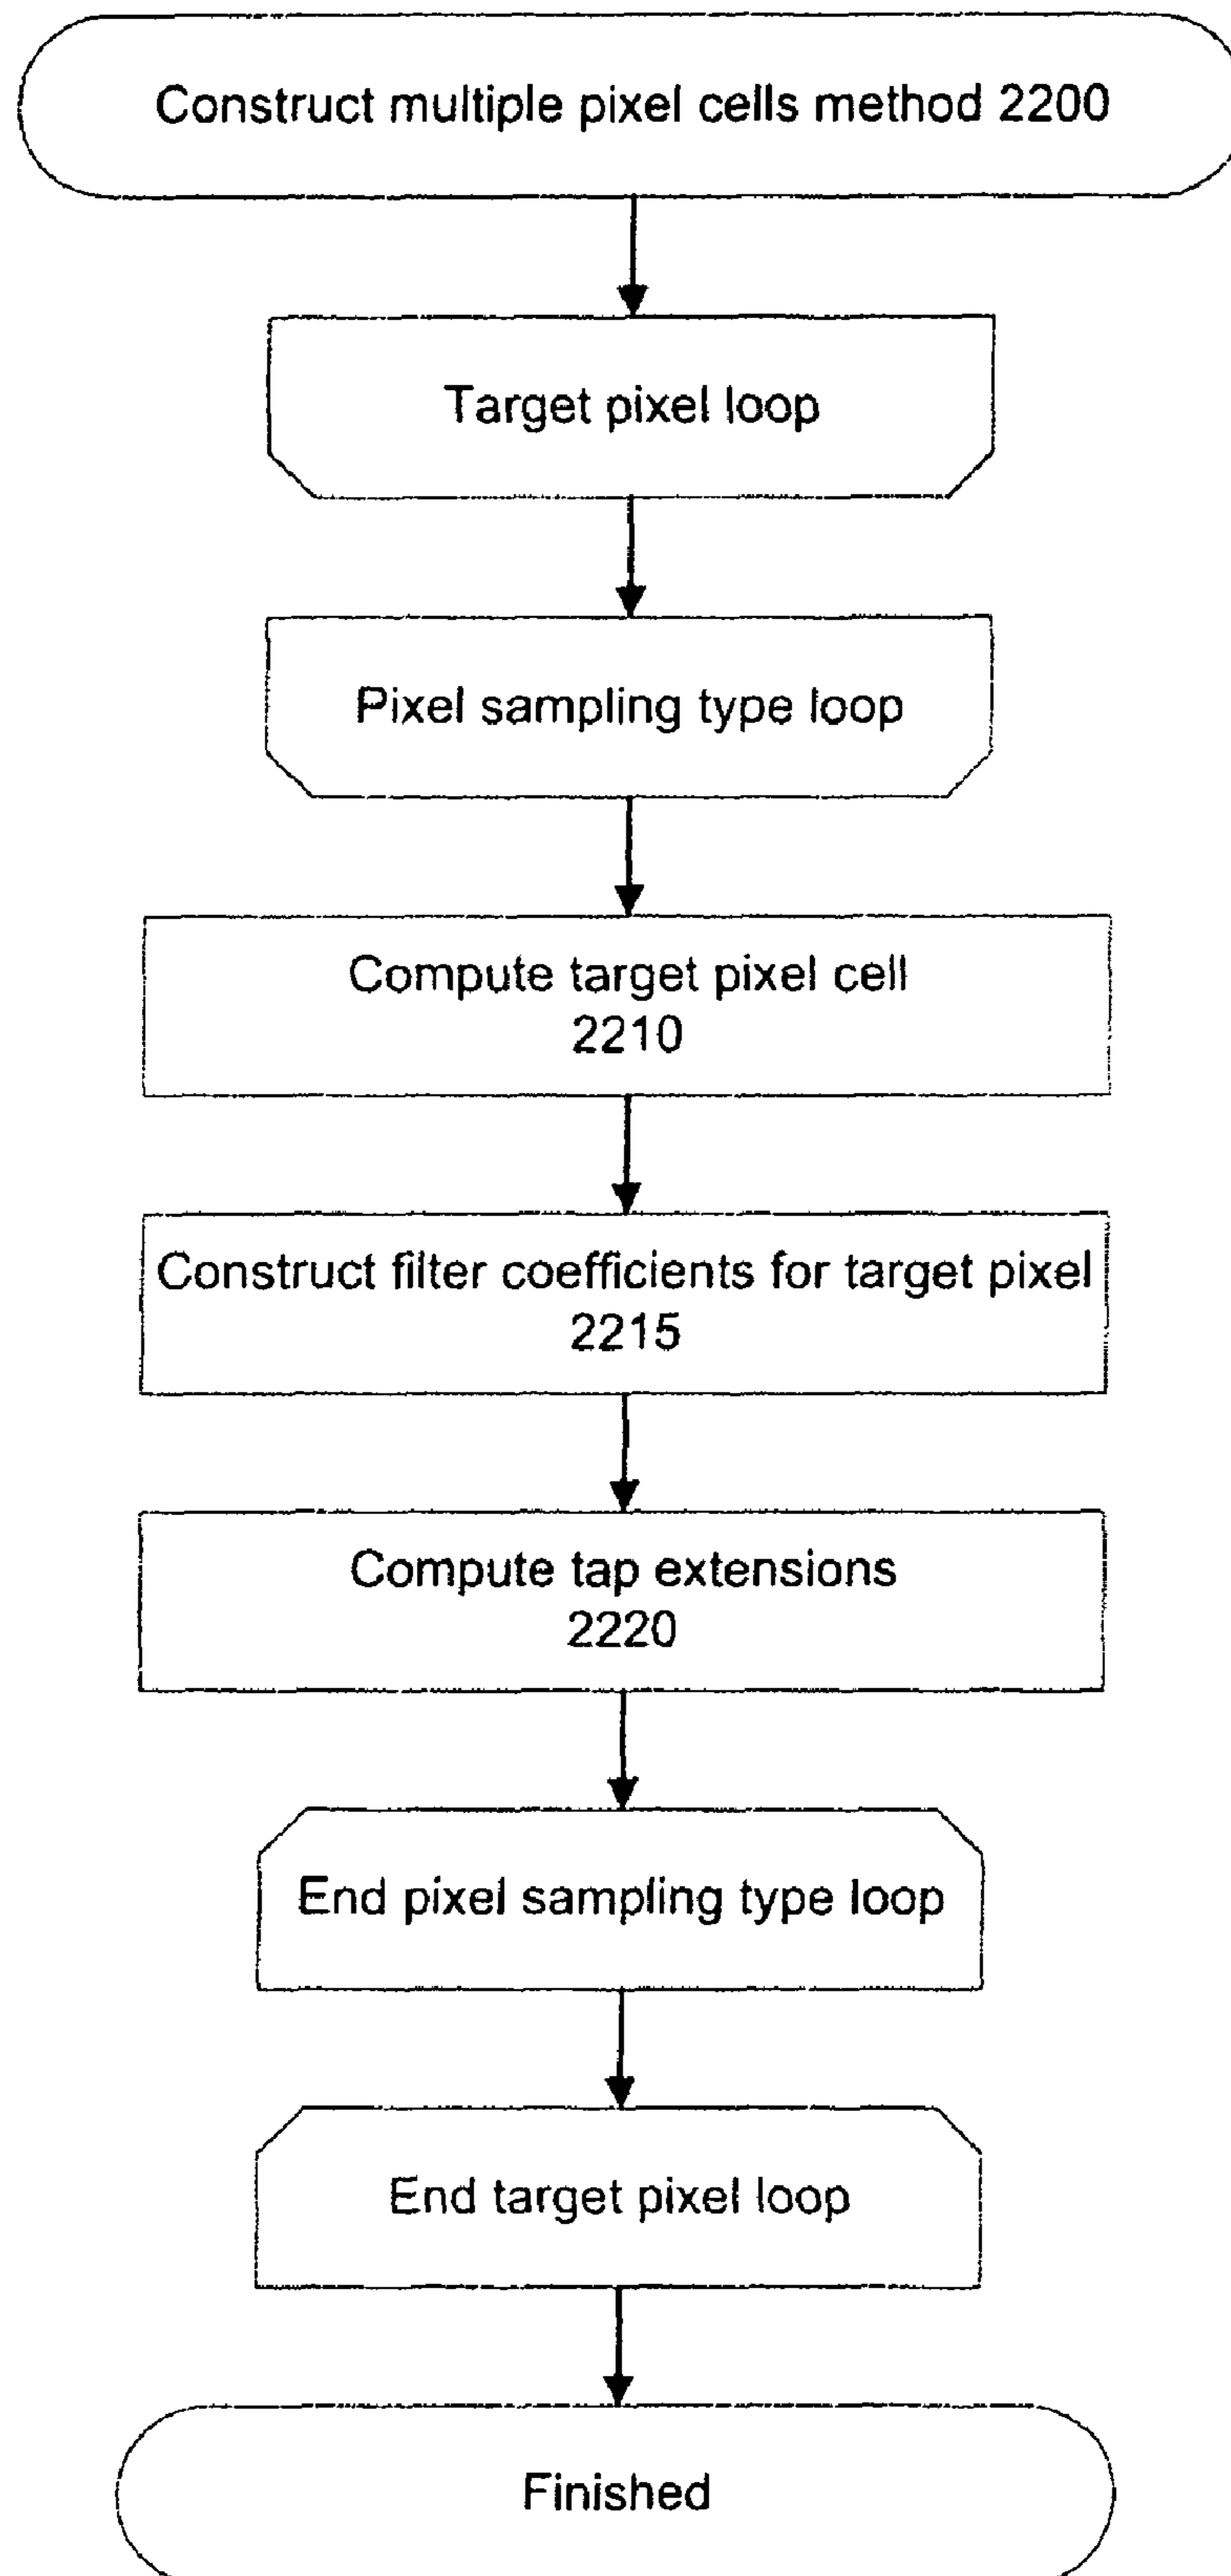 Construct multiple pixel cells method 2200
Target pixel loop
Pixel sampling type loop
Compute target pixel cell
2210
Construct filter coefficients for target pixel
2215
Compute tap extensions
2220
End pixel sampling type loop
End target pixel loop
Finished